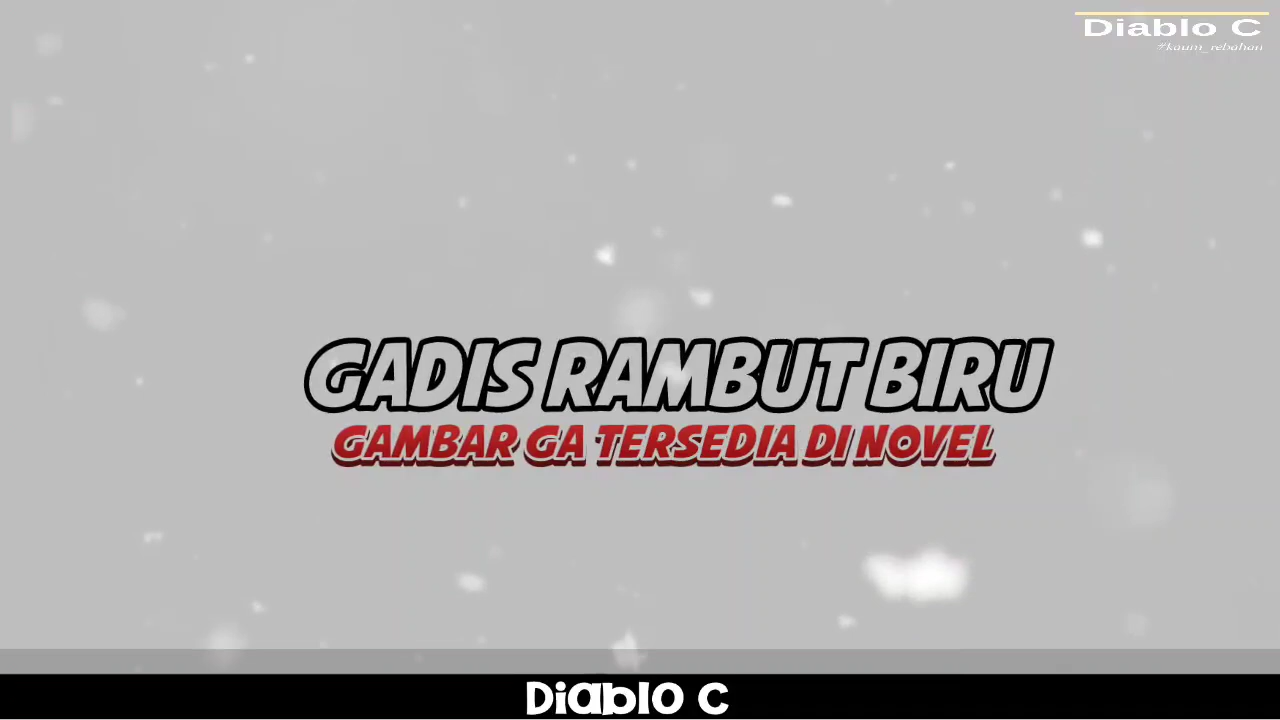 Diablo C
#kaum_rebahan
GADIS RAMBUT BIRU
GAMBAR GA TERSEDIA DI NOVEL
Diablo C